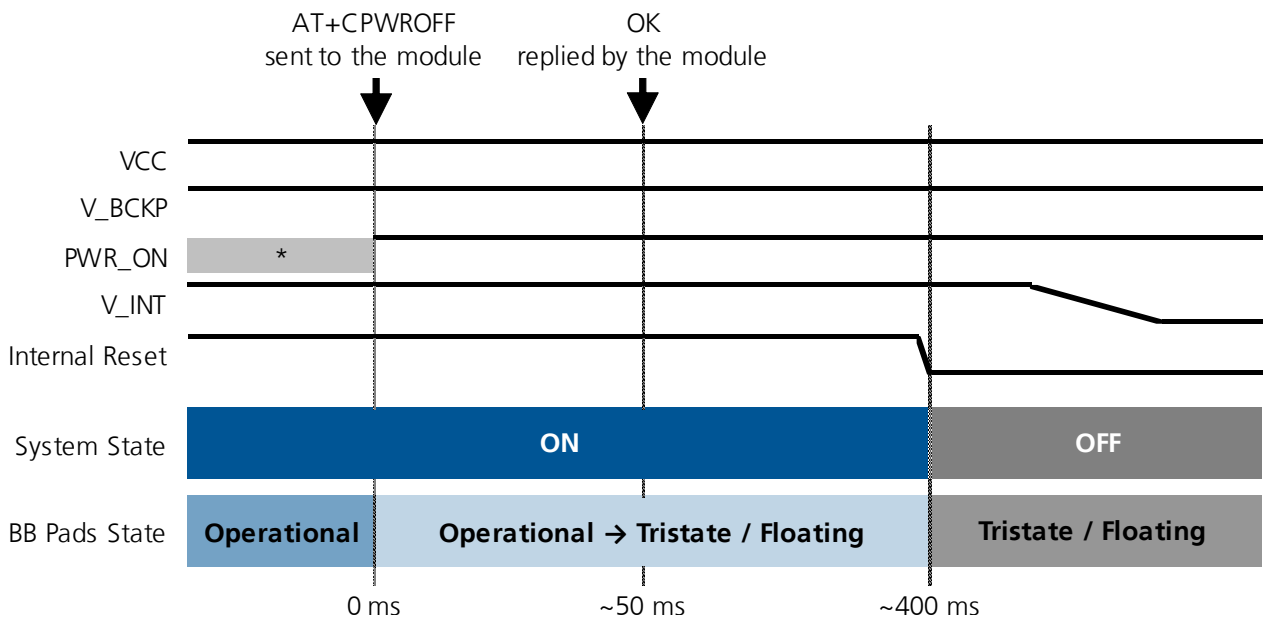 AT+CPWROFF
sent to the module
OK
replied by the module
VCC
V_BCKP
PWR_ON
*
V_INT
Internal Reset
System State
ON
OFF
BB Pads State
Operational
Operational → Tristate / Floating
Tristate / Floating
0 ms
~50 ms
~400 ms